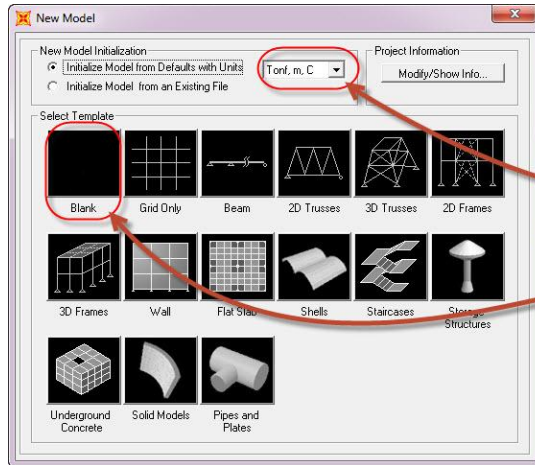 New Model
New Model Initialization
Project Information
Initialize Model from Defaults with Units
Tonf, m, C
Modify/Show Info...
Initialize Model from an Existing File
Select Template
Blank
Grid Only
Beam
2D Trusses
3D Trusses
2D Frames
3D Frames
Wall
Flat Slab
Shells
Staircases
Storage
Structures
Underground
Concrete
Solid Models
Pipes and
Plates